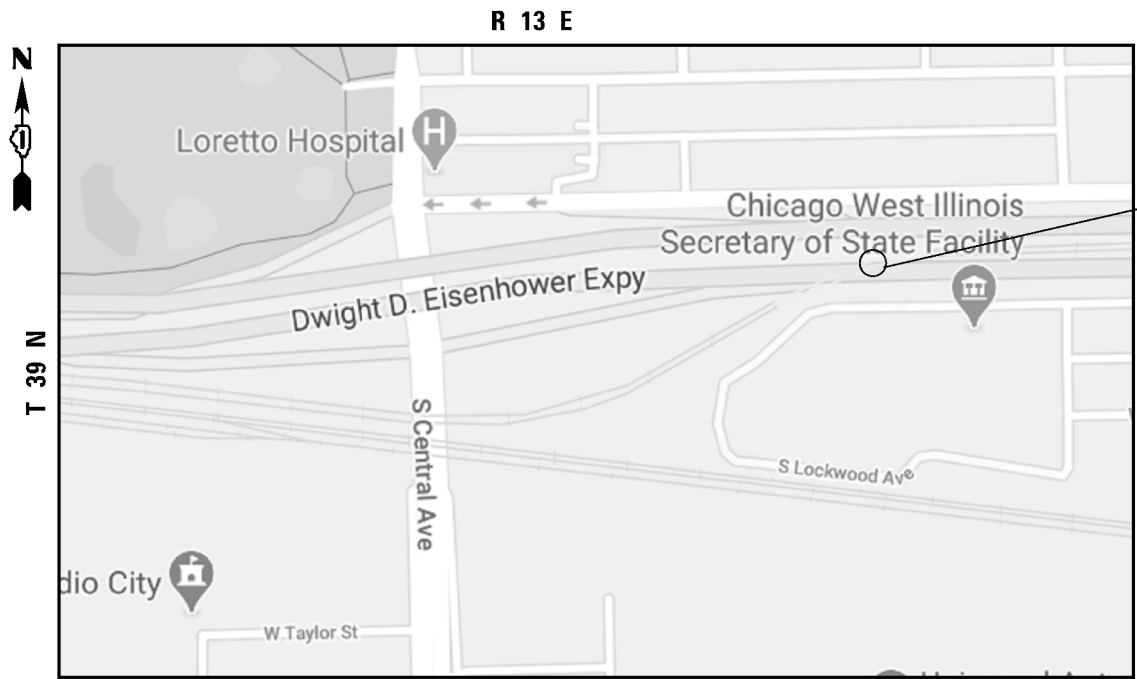 R 13 E
N
Loretto Hospital
H
Chicago West Illinois
Secretary of State Facility
Dwight D. Eisenhower Expy
T 39 N
S Central Ave
S Lockwood Ave
dio City
W Taylor St